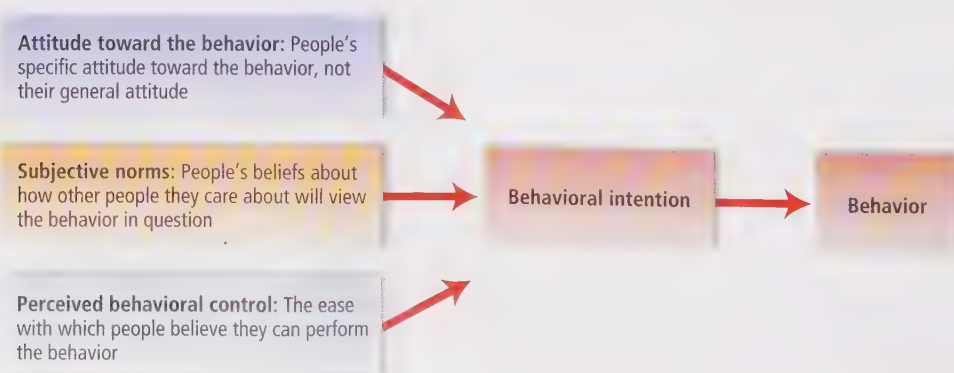 Attitude toward the behavior: People's
specific attitude toward the behavior, not
their general attitude
Subjective norms: People's beliefs about
how other people they care about will view
the behavior in question
Behavioral intention
Behavior
Perceived behavioral control: The ease
with which people believe they can perform
the behavior